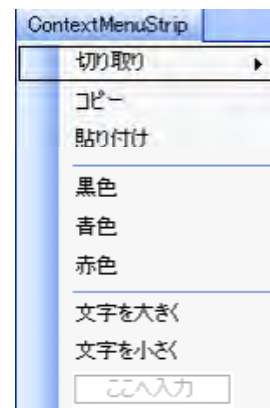 ContextMenuStrip
切り取り
コピー
貼り付け
黒色
青色
赤色
文字を大きく
文字を小さく
ここへ入力